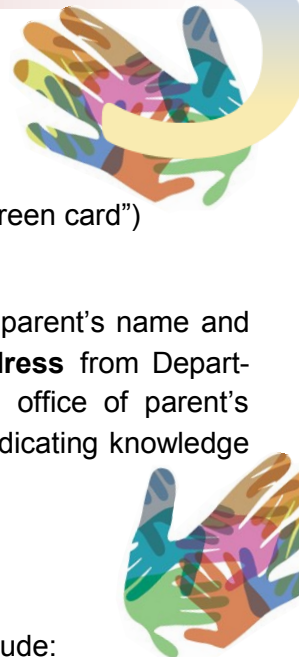 reen card”)
parent’s name and
dress from Depart-
office of parent’s
dicating knowledge
ude: